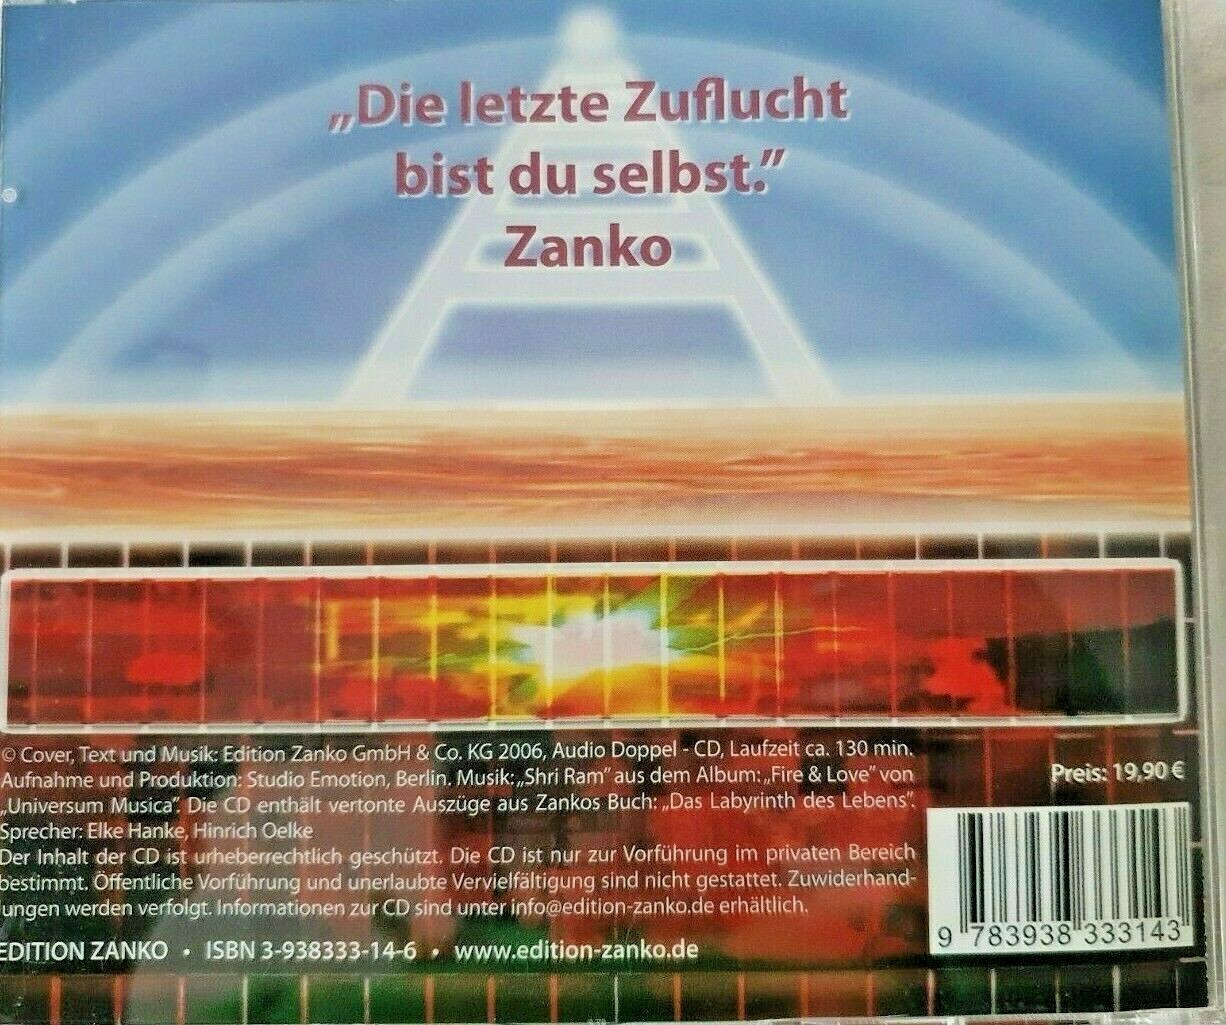 „Die letzte Zuflucht
bist du selbst.”
Zanko
© Cover, Text und Musik: Edition Zanko GmbH & Co. KG 2006, Audio Doppel - CD, Laufzeit ca. 130 min.
Aufnahme und Produktion: Studio Emotion, Berlin. Musik: „Shri Ram” aus dem Album: „Fire & Love” von
„Universum Musica”. Die CD enthält vertonte Auszüge aus Zankos Buch: „Das Labyrinth des Lebens”.
Sprecher: Elke Hanke, Hinrich Oelke
Der Inhalt der CD ist urheberrechtlich geschützt. Die CD ist nur zur Vorführung im privaten Bereich
bestimmt. Öffentliche Vorführung und unerlaubte Vervielfältigung sind nicht gestattet. Zuwiderhand-
lungen werden verfolgt. Informationen zur CD sind unter info@edition-zanko.de erhältlich.
EDITION ZANKO • ISBN 3-938333-14-6 • www.edition-zanko.de
Preis: 19,90 €
9 783938 333143